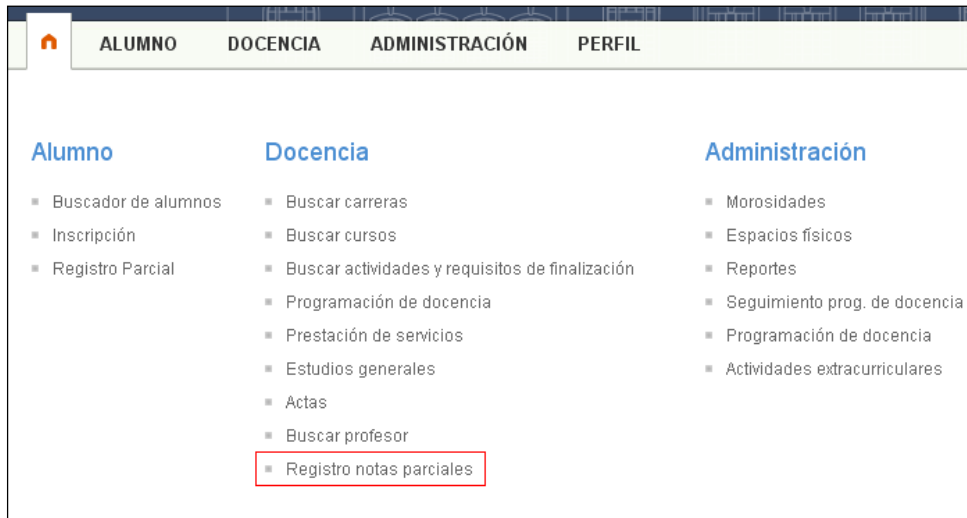 ALUMNO DOCENCIA ADMINISTRACIÓN PERFIL
Alumno
Buscador de alumnos
Inscripción
Registro Parcial
Docencia
Buscar carreras
Buscar cursos
Buscar actividades y requisitos de finalización
Programación de docencia
Prestación de servicios
Estudios generales
Actas
Buscar profesor
Registro notas parciales
Administración
Morosidades
Espacios físicos
Reportes
Seguimiento prog. de docencia
Programación de docencia
Actividades extracurriculares